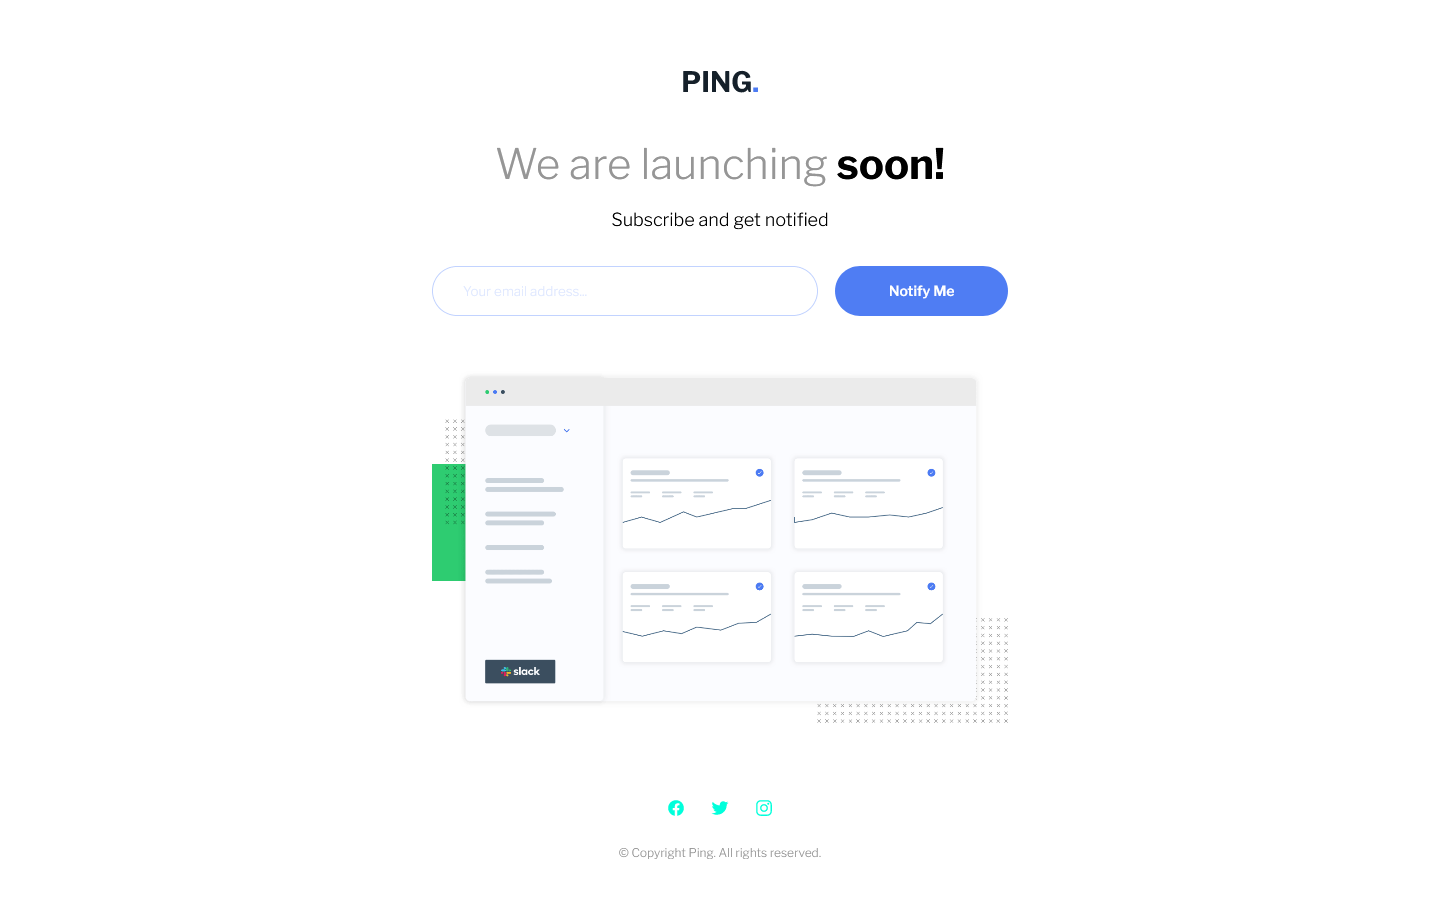 PING.
We are launching soon!
Subscribe and get notified
Your email address...
Notify Me
slack
© Copyright Ping. All rights reserved.